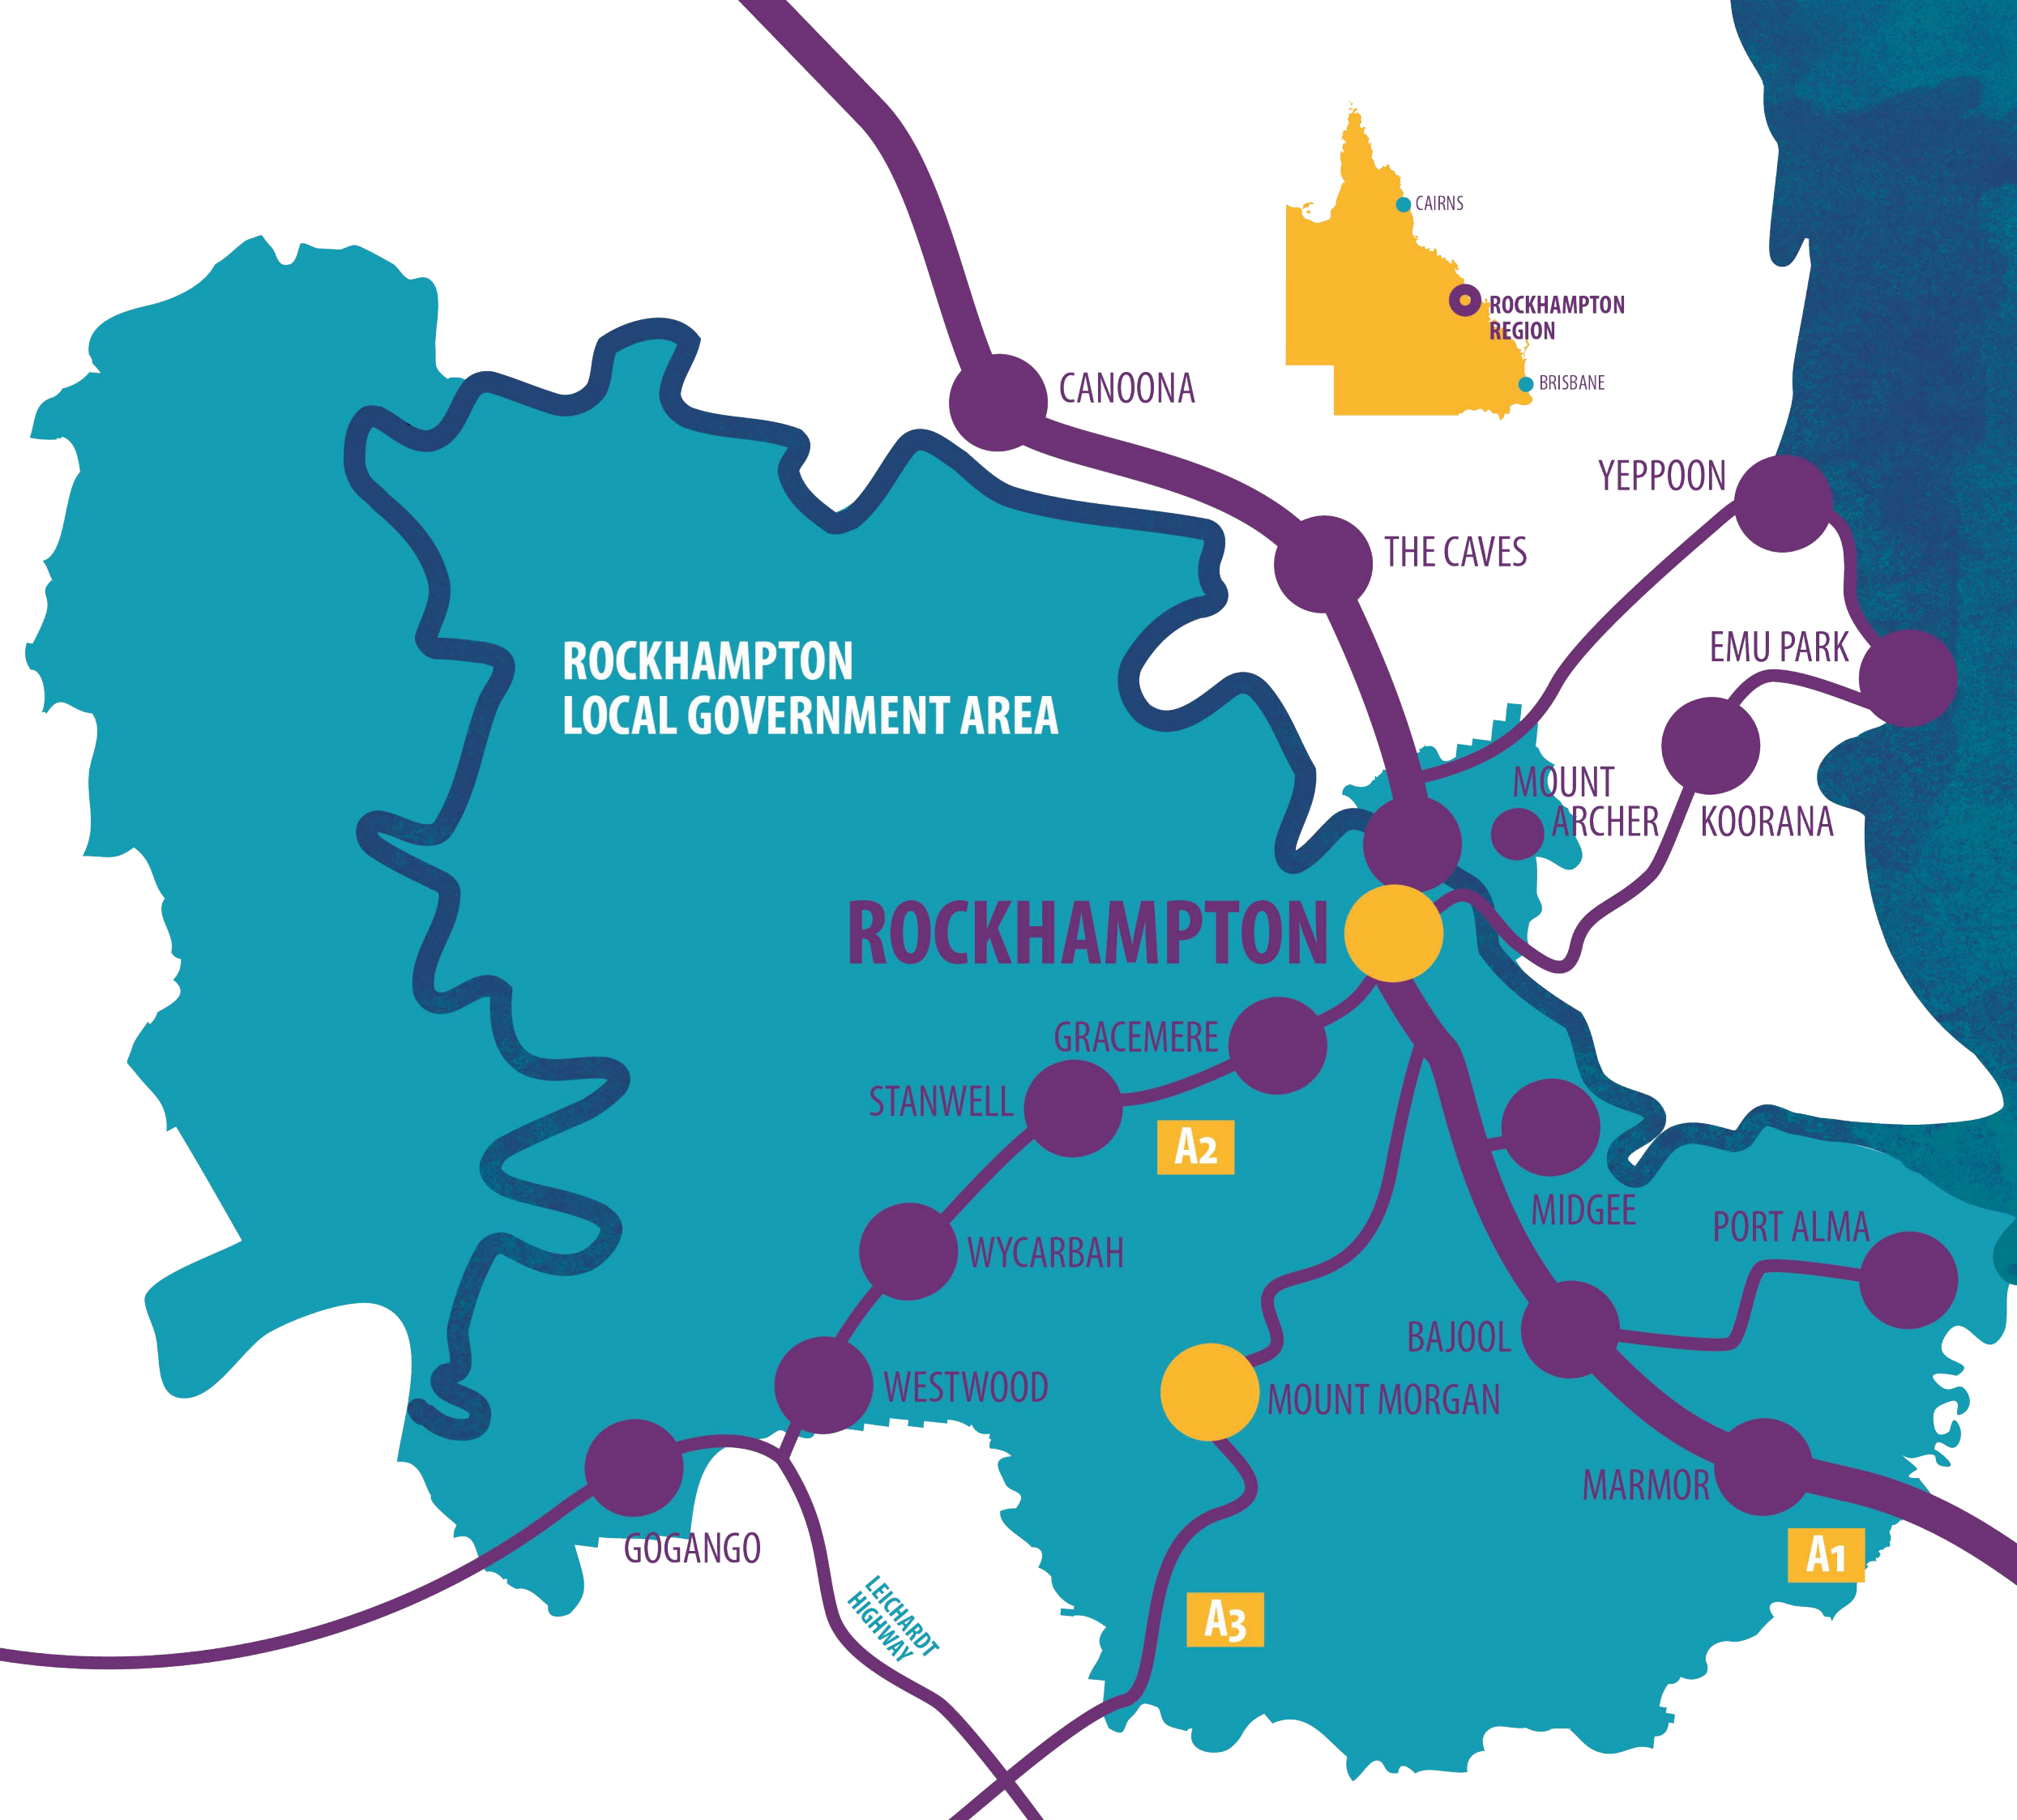 CAIRNS
ROCKHAMPTON
REGION
BRISBANE
CANOONA
YEPPOON
THE CAVES
EMU PARK
ROCKHAMPTON
LOCAL GOVERNMENT AREA
MOUNT
ARCHER
KOORANA
ROCKHAMPTON
GRACEMERE
STANWELL
A2
MIDGEE
PORT ALMA
WYCARBAH
BAJOOL
WESTWOOD
MOUNT MORGAN
MARMOR
GOGANGO
A1
LEICHARDT
HIGHWAY
A3